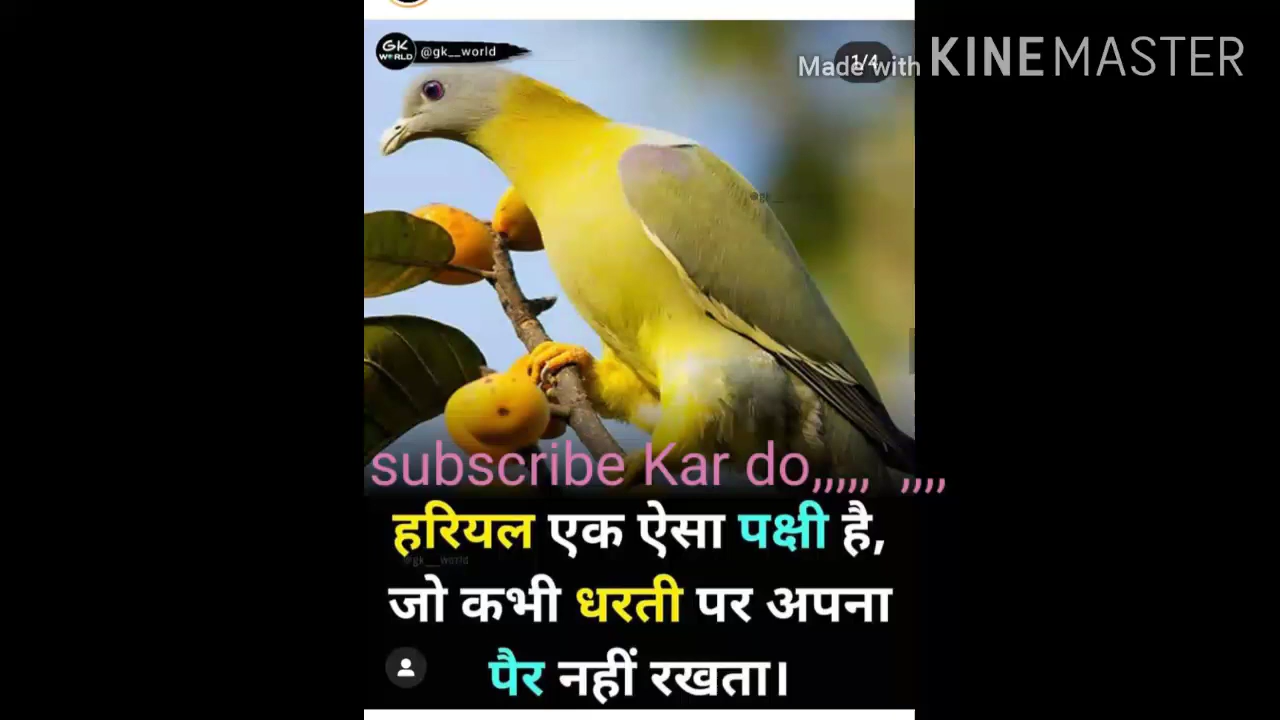 GK
WORLD
@gk__world
1/4
Made with KINEMASTER
subscribe Kar do,,,,, ,,,,
हरियल एक ऐसा पक्षी है,
@gk__world
जो कभी धरती पर अपना
पैर नहीं रखता।